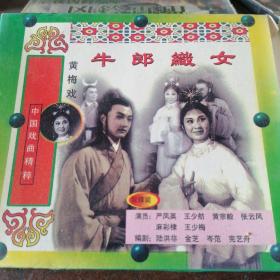 牛郎織女
黄梅戏
中国戏曲精粹
演员：严凤英 王少舫 黄宗毅 张云风
麻彩楼 王少梅
编剧：陆洪非 金芝 岑范 完艺舟